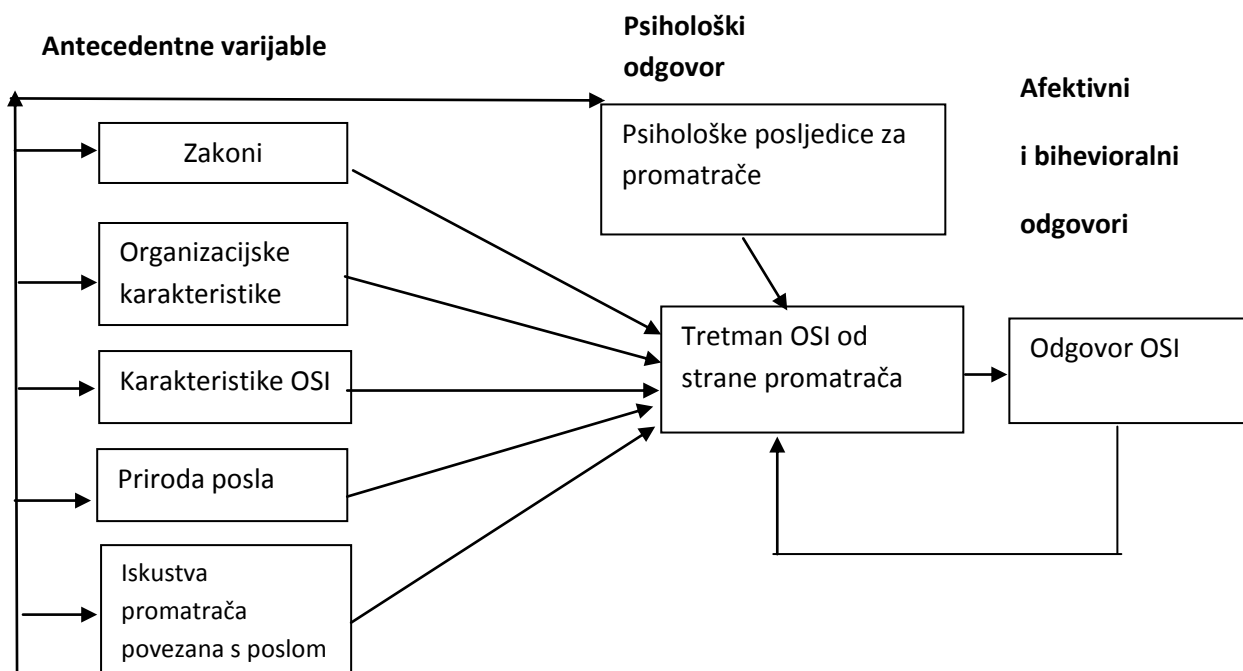 Antecedentne varijable
Psihološki
odgovor
Afektivni
i bihevioralni
odgovori
Zakoni
Organizacijske
karakteristike
Karakteristike OSI
Priroda posla
Iskustva
promatrača
povezana s poslom
Psihološke posljedice za
promatrače
Tretman OSI od
strane promatrača
Odgovor OSI